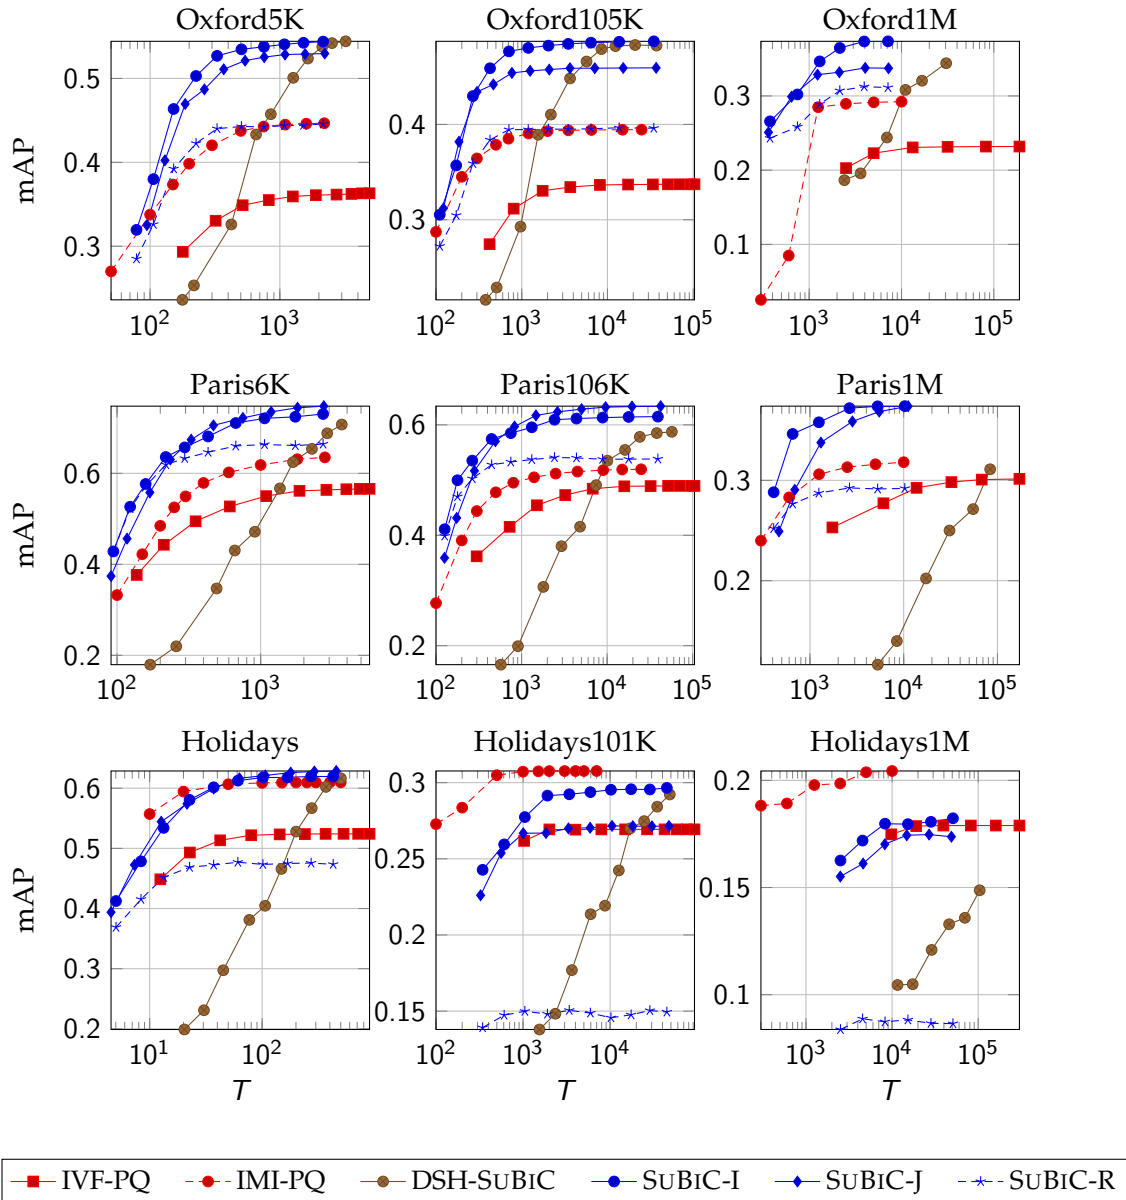 Oxford5K Oxford105K Oxford1M
mAP
0.5 0.4 0.3
0.4 0.3
0.3 0.2 0.1
10^2 10^3
10^2 10^3 10^4 10^5
10^3 10^4 10^5
Paris6K Paris106K Paris1M
mAP
0.6 0.4 0.2
0.6 0.4 0.2
0.3 0.2
10^2 10^3
10^2 10^3 10^4 10^5
10^3 10^4 10^5
Holidays Holidays101K Holidays1M
mAP
0.6 0.5 0.4 0.3 0.2
0.3 0.25 0.2 0.15
0.2 0.15 0.1
10^1 10^2
10^2 10^3 10^4
10^3 10^4 10^5
T T T
IVF-PQ IMI-PQ DSH-SUBIC SUBIC-I SUBIC-J SUBIC-R